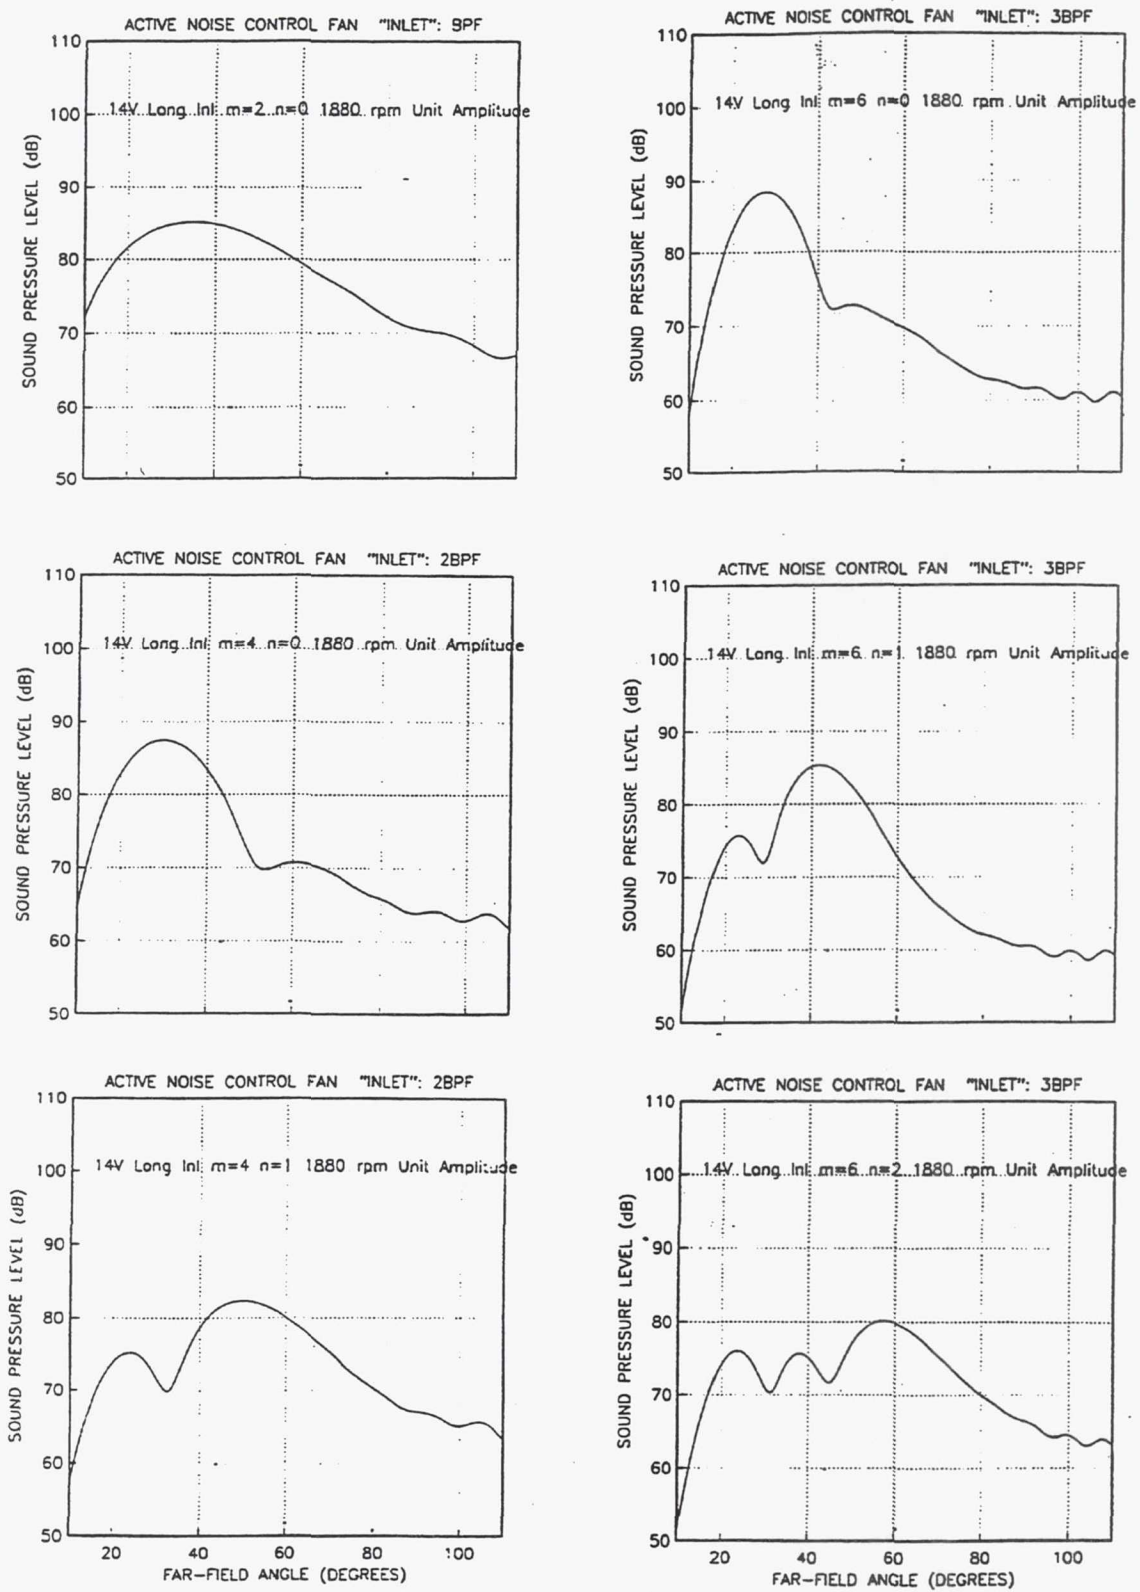 ACTIVE NOISE CONTROL FAN "INLET": BPF
110
100
90
80
70
60
50
SOUND PRESSURE LEVEL (dB)
14V Long Inl m=2 n=0 1880 rpm Unit Amplitude
ACTIVE NOISE CONTROL FAN "INLET": 3BPF
110
100
90
80
70
60
50
SOUND PRESSURE LEVEL (dB)
14V Long Inl m=6 n=0 1880 rpm Unit Amplitude
ACTIVE NOISE CONTROL FAN "INLET": 2BPF
110
100
90
80
70
60
50
SOUND PRESSURE LEVEL (dB)
14V Long Inl m=4 n=0 1880 rpm Unit Amplitude
ACTIVE NOISE CONTROL FAN "INLET": 3BPF
110
100
90
80
70
60
50
SOUND PRESSURE LEVEL (dB)
14V Long Inl m=6 n=1 1880 rpm Unit Amplitude
ACTIVE NOISE CONTROL FAN "INLET": 2BPF
110
100
90
80
70
60
50
SOUND PRESSURE LEVEL (dB)
14V Long Inl m=4 n=1 1880 rpm Unit Amplitude
20 40 60 80 100
FAR-FIELD ANGLE (DEGREES)
ACTIVE NOISE CONTROL FAN "INLET": 3BPF
110
100
90
80
70
60
50
SOUND PRESSURE LEVEL (dB)
14V Long Inl m=6 n=2 1880 rpm Unit Amplitude
20 40 60 80 100
FAR-FIELD ANGLE (DEGREES)